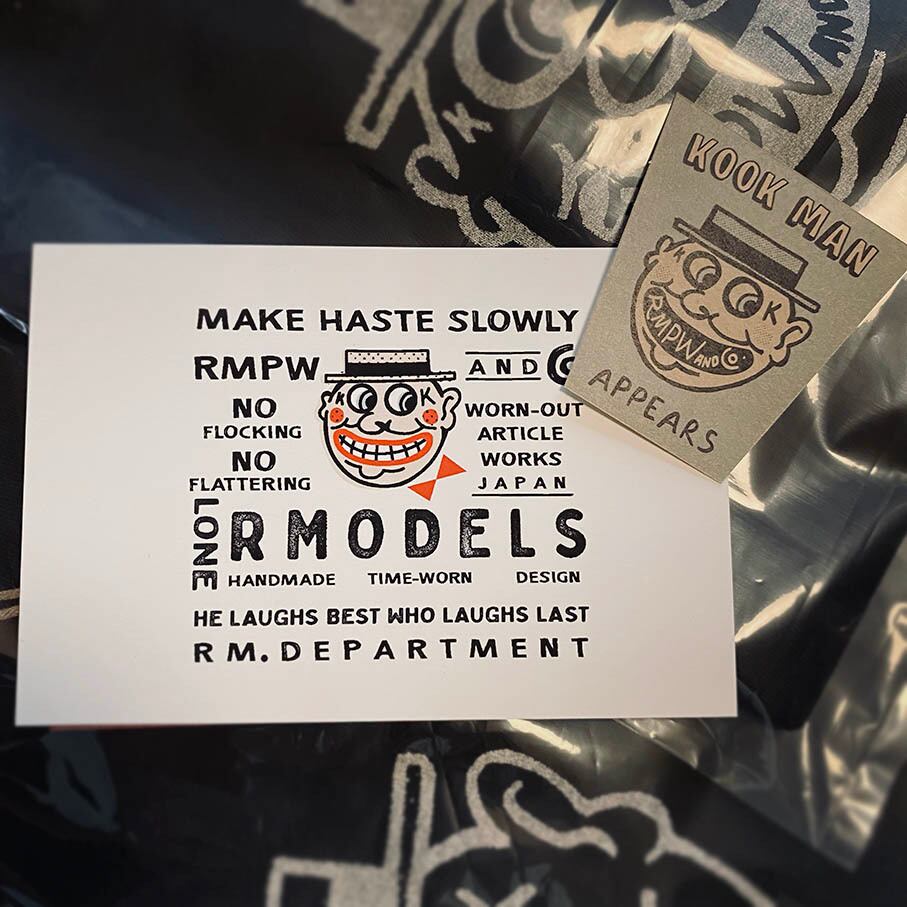 MAKE HASTE SLOWLY
RMPW AND Co
NO
FLOCKING
NO
FLATTERING
K K
WORN-OUT
ARTICLE
WORKS
JAPAN
LONE
RMODELS
HANDMADE TIME-WORN DESIGN
HE LAUGHS BEST WHO LAUGHS LAST
RM.DEPARTMENT
KOOK MAN
K K
RMPW AND Co.
APPEARS
K